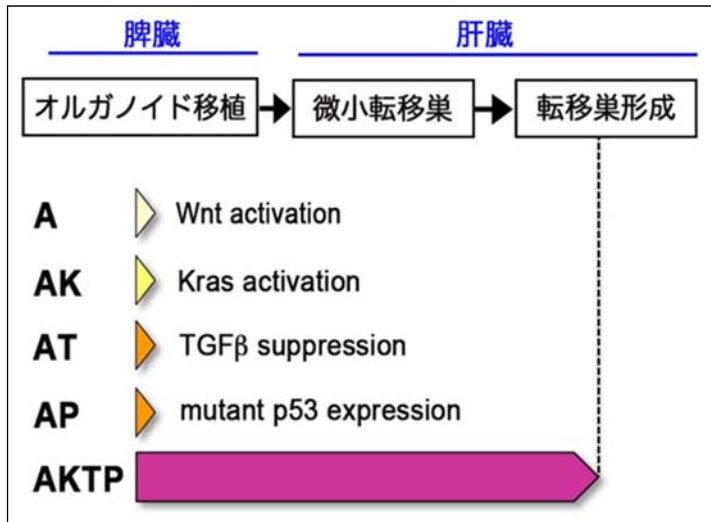 脾臓 肝臓
オルガノイド移植 微小転移巣 転移巣形成
A Wnt activation
AK Kras activation
AT TGFβ suppression
AP mutant p53 expression
AKTP